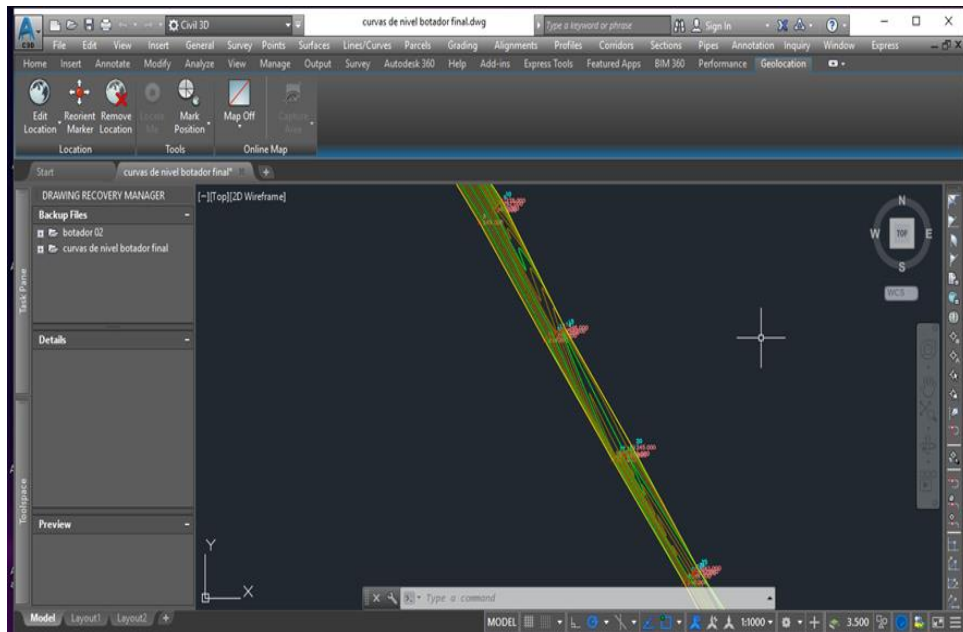 Civil 3D
curvas de nivel botador final.dwg
Type a keyword or phrase
Sign In
C3D
File Edit View Insert General Survey Points Surfaces Lines/Curves Parcels Grading Alignments Profiles Corridors Sections Pipes Annotation Inquiry Window Express
Home Insert Annotate Modify Analyze View Manage Output Survey Autodesk 360 Help Add-ins Express Tools Featured Apps BIM 360 Performance Geolocation
Edit Location
Reorient Marker
Remove Location
Locate Me
Mark Position
Map Off
Capture Area
Location
Tools
Online Map
Start
curvas de nivel botador final*
DRAWING RECOVERY MANAGER
Backup Files
botador 02
curvas de nivel botador final
Details
Preview
Task Pane
Toolspace
[−][Top][2D Wireframe]
N
W TOP E
S
WCS
Y
X
Type a command
Model Layout1 Layout2 +
MODEL
1:1000
3.500